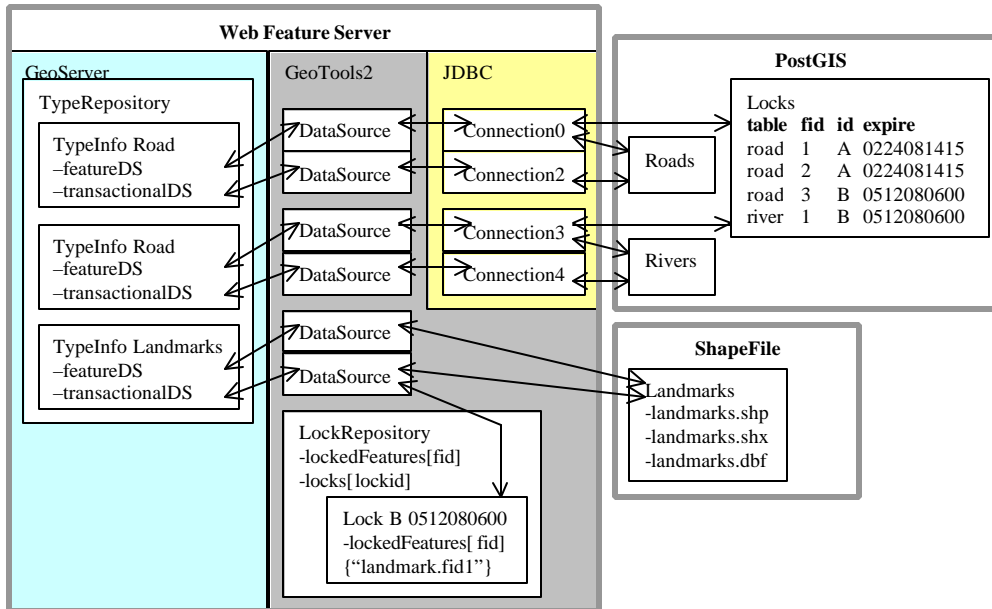 Web Feature Server
GeoServer
TypeRepository
TypeInfo Road
–featureDS
–transactionalDS
TypeInfo Road
–featureDS
–transactionalDS
TypeInfo Landmarks
–featureDS
–transactionalDS
GeoTools2
DataSource
DataSource
DataSource
DataSource
DataSource
DataSource
LockRepository
-lockedFeatures[fid]
-locks[lockid]
Lock B 0512080600
-lockedFeatures[ fid]
{“landmark.fid1”}
JDBC
Connection0
Connection2
Connection3
Connection4
PostGIS
Roads
Rivers
Locks
table fid id expire
road 1 A 0224081415
road 2 A 0224081415
road 3 B 0512080600
river 1 B 0512080600
ShapeFile
Landmarks
-landmarks.shp
-landmarks.shx
-landmarks.dbf